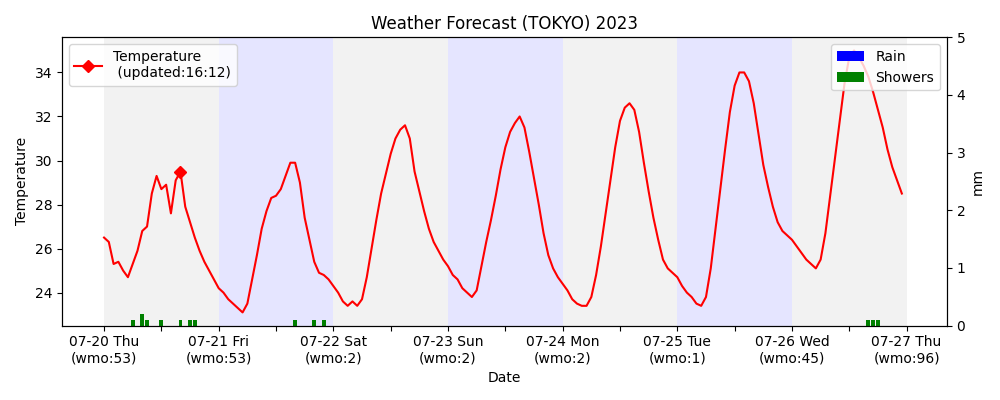 Weather Forecast (TOKYO) 2023
Temperature
(updated:16:12)
Rain
Showers
Temperature
34
32
30
28
26
24
5
4
3
2
1
0
mm
07-20 Thu
(wmo:53)
07-21 Fri
(wmo:53)
07-22 Sat
(wmo:2)
07-23 Sun
(wmo:2)
07-24 Mon
(wmo:2)
07-25 Tue
(wmo:1)
07-26 Wed
(wmo:45)
07-27 Thu
(wmo:96)
Date